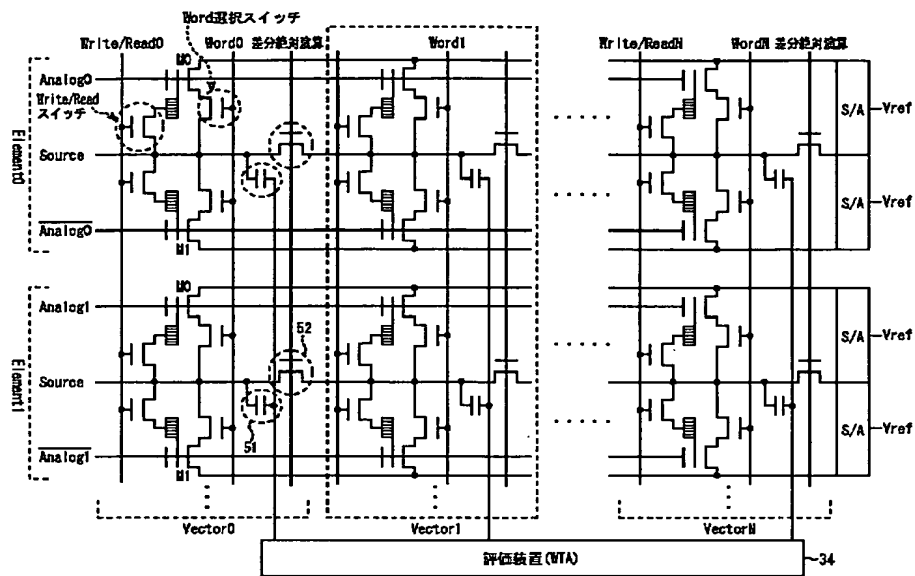 Word選択スイッチ
Write/Read0
Word0
差分絶対演算
Word1
Write/ReadN
WordN
差分絶対演算
M0
Analog0
Write/Read
スイッチ
S/A
Vref
Element0
Source
S/A
Vref
Analog0
M1
M0
Analog1
S/A
Vref
52
Element1
Source
S/A
Vref
51
Analog1
M1
Vector0
Vector1
VectorN
評価装置(WTA)
34